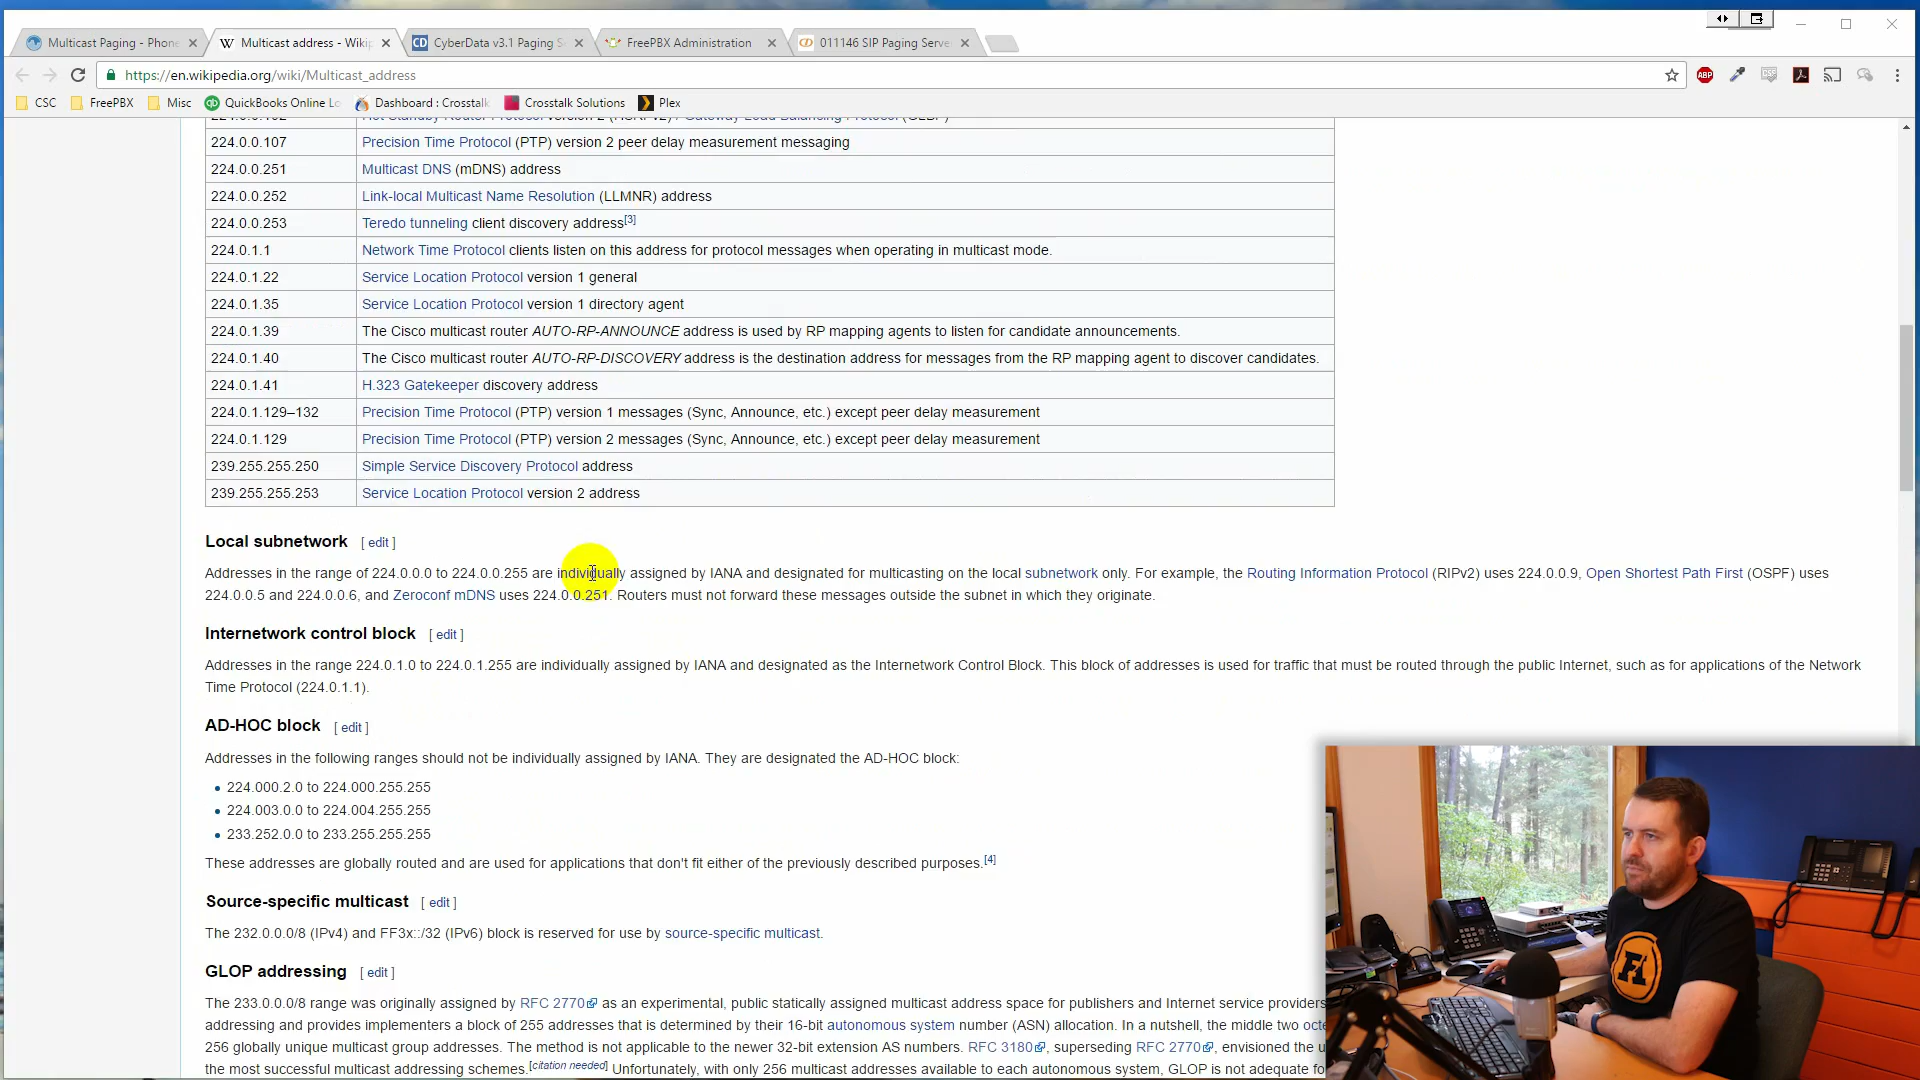 Multicast Paging - Phone
Multicast address - Wikip
CyberData v3.1 Paging S
FreePBX Administration
011146 SIP Paging Serve
https://en.wikipedia.org/wiki/Multicast_address
CSC FreePBX Misc QuickBooks Online Lo Dashboard : Crosstalk Crosstalk Solutions Plex
224.0.0.107 Precision Time Protocol (PTP) version 2 peer delay measurement messaging
224.0.0.251 Multicast DNS (mDNS) address
224.0.0.252 Link-local Multicast Name Resolution (LLMNR) address
224.0.0.253 Teredo tunneling client discovery address[3]
224.0.1.1 Network Time Protocol clients listen on this address for protocol messages when operating in multicast mode.
224.0.1.22 Service Location Protocol version 1 general
224.0.1.35 Service Location Protocol version 1 directory agent
224.0.1.39 The Cisco multicast router AUTO-RP-ANNOUNCE address is used by RP mapping agents to listen for candidate announcements.
224.0.1.40 The Cisco multicast router AUTO-RP-DISCOVERY address is the destination address for messages from the RP mapping agent to discover candidates.
224.0.1.41 H.323 Gatekeeper discovery address
224.0.1.129–132 Precision Time Protocol (PTP) version 1 messages (Sync, Announce, etc.) except peer delay measurement
224.0.1.129 Precision Time Protocol (PTP) version 2 messages (Sync, Announce, etc.) except peer delay measurement
239.255.255.250 Simple Service Discovery Protocol address
239.255.255.253 Service Location Protocol version 2 address
Local subnetwork [ edit ]
Addresses in the range of 224.0.0.0 to 224.0.0.255 are individually assigned by IANA and designated for multicasting on the local subnetwork only. For example, the Routing Information Protocol (RIPv2) uses 224.0.0.9, Open Shortest Path First (OSPF) uses
224.0.0.5 and 224.0.0.6, and Zeroconf mDNS uses 224.0.0.251. Routers must not forward these messages outside the subnet in which they originate.
Internetwork control block [ edit ]
Addresses in the range 224.0.1.0 to 224.0.1.255 are individually assigned by IANA and designated as the Internetwork Control Block. This block of addresses is used for traffic that must be routed through the public Internet, such as for applications of the Network
Time Protocol (224.0.1.1).
AD-HOC block [ edit ]
Addresses in the following ranges should not be individually assigned by IANA. They are designated the AD-HOC block:
224.000.2.0 to 224.000.255.255
224.003.0.0 to 224.004.255.255
233.252.0.0 to 233.255.255.255
These addresses are globally routed and are used for applications that don't fit either of the previously described purposes.[4]
Source-specific multicast [ edit ]
The 232.0.0.0/8 (IPv4) and FF3x::/32 (IPv6) block is reserved for use by source-specific multicast.
GLOP addressing [ edit ]
The 233.0.0.0/8 range was originally assigned by RFC 2770 as an experimental, public statically assigned multicast address space for publishers and Internet service providers
addressing and provides implementers a block of 255 addresses that is determined by their 16-bit autonomous system number (ASN) allocation. In a nutshell, the middle two octe
256 globally unique multicast group addresses. The method is not applicable to the newer 32-bit extension AS numbers. RFC 3180, superseding RFC 2770, envisioned the u
the most successful multicast addressing schemes.[citation needed] Unfortunately, with only 256 multicast addresses available to each autonomous system, GLOP is not adequate fo